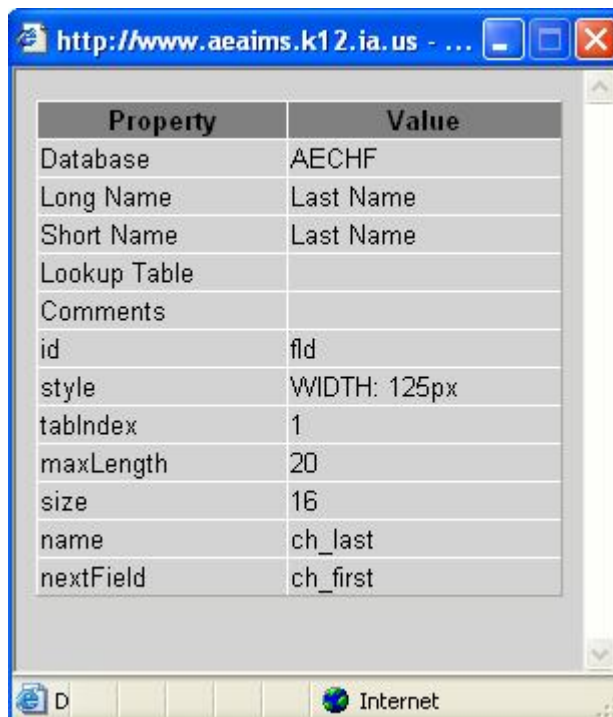 http://www.aeaims.k12.ia.us - ...
Property Value
Database AECHF
Long Name Last Name
Short Name Last Name
Lookup Table
Comments
id fld
style WIDTH: 125px
tabIndex 1
maxLength 20
size 16
name ch_last
nextField ch_first
D Internet